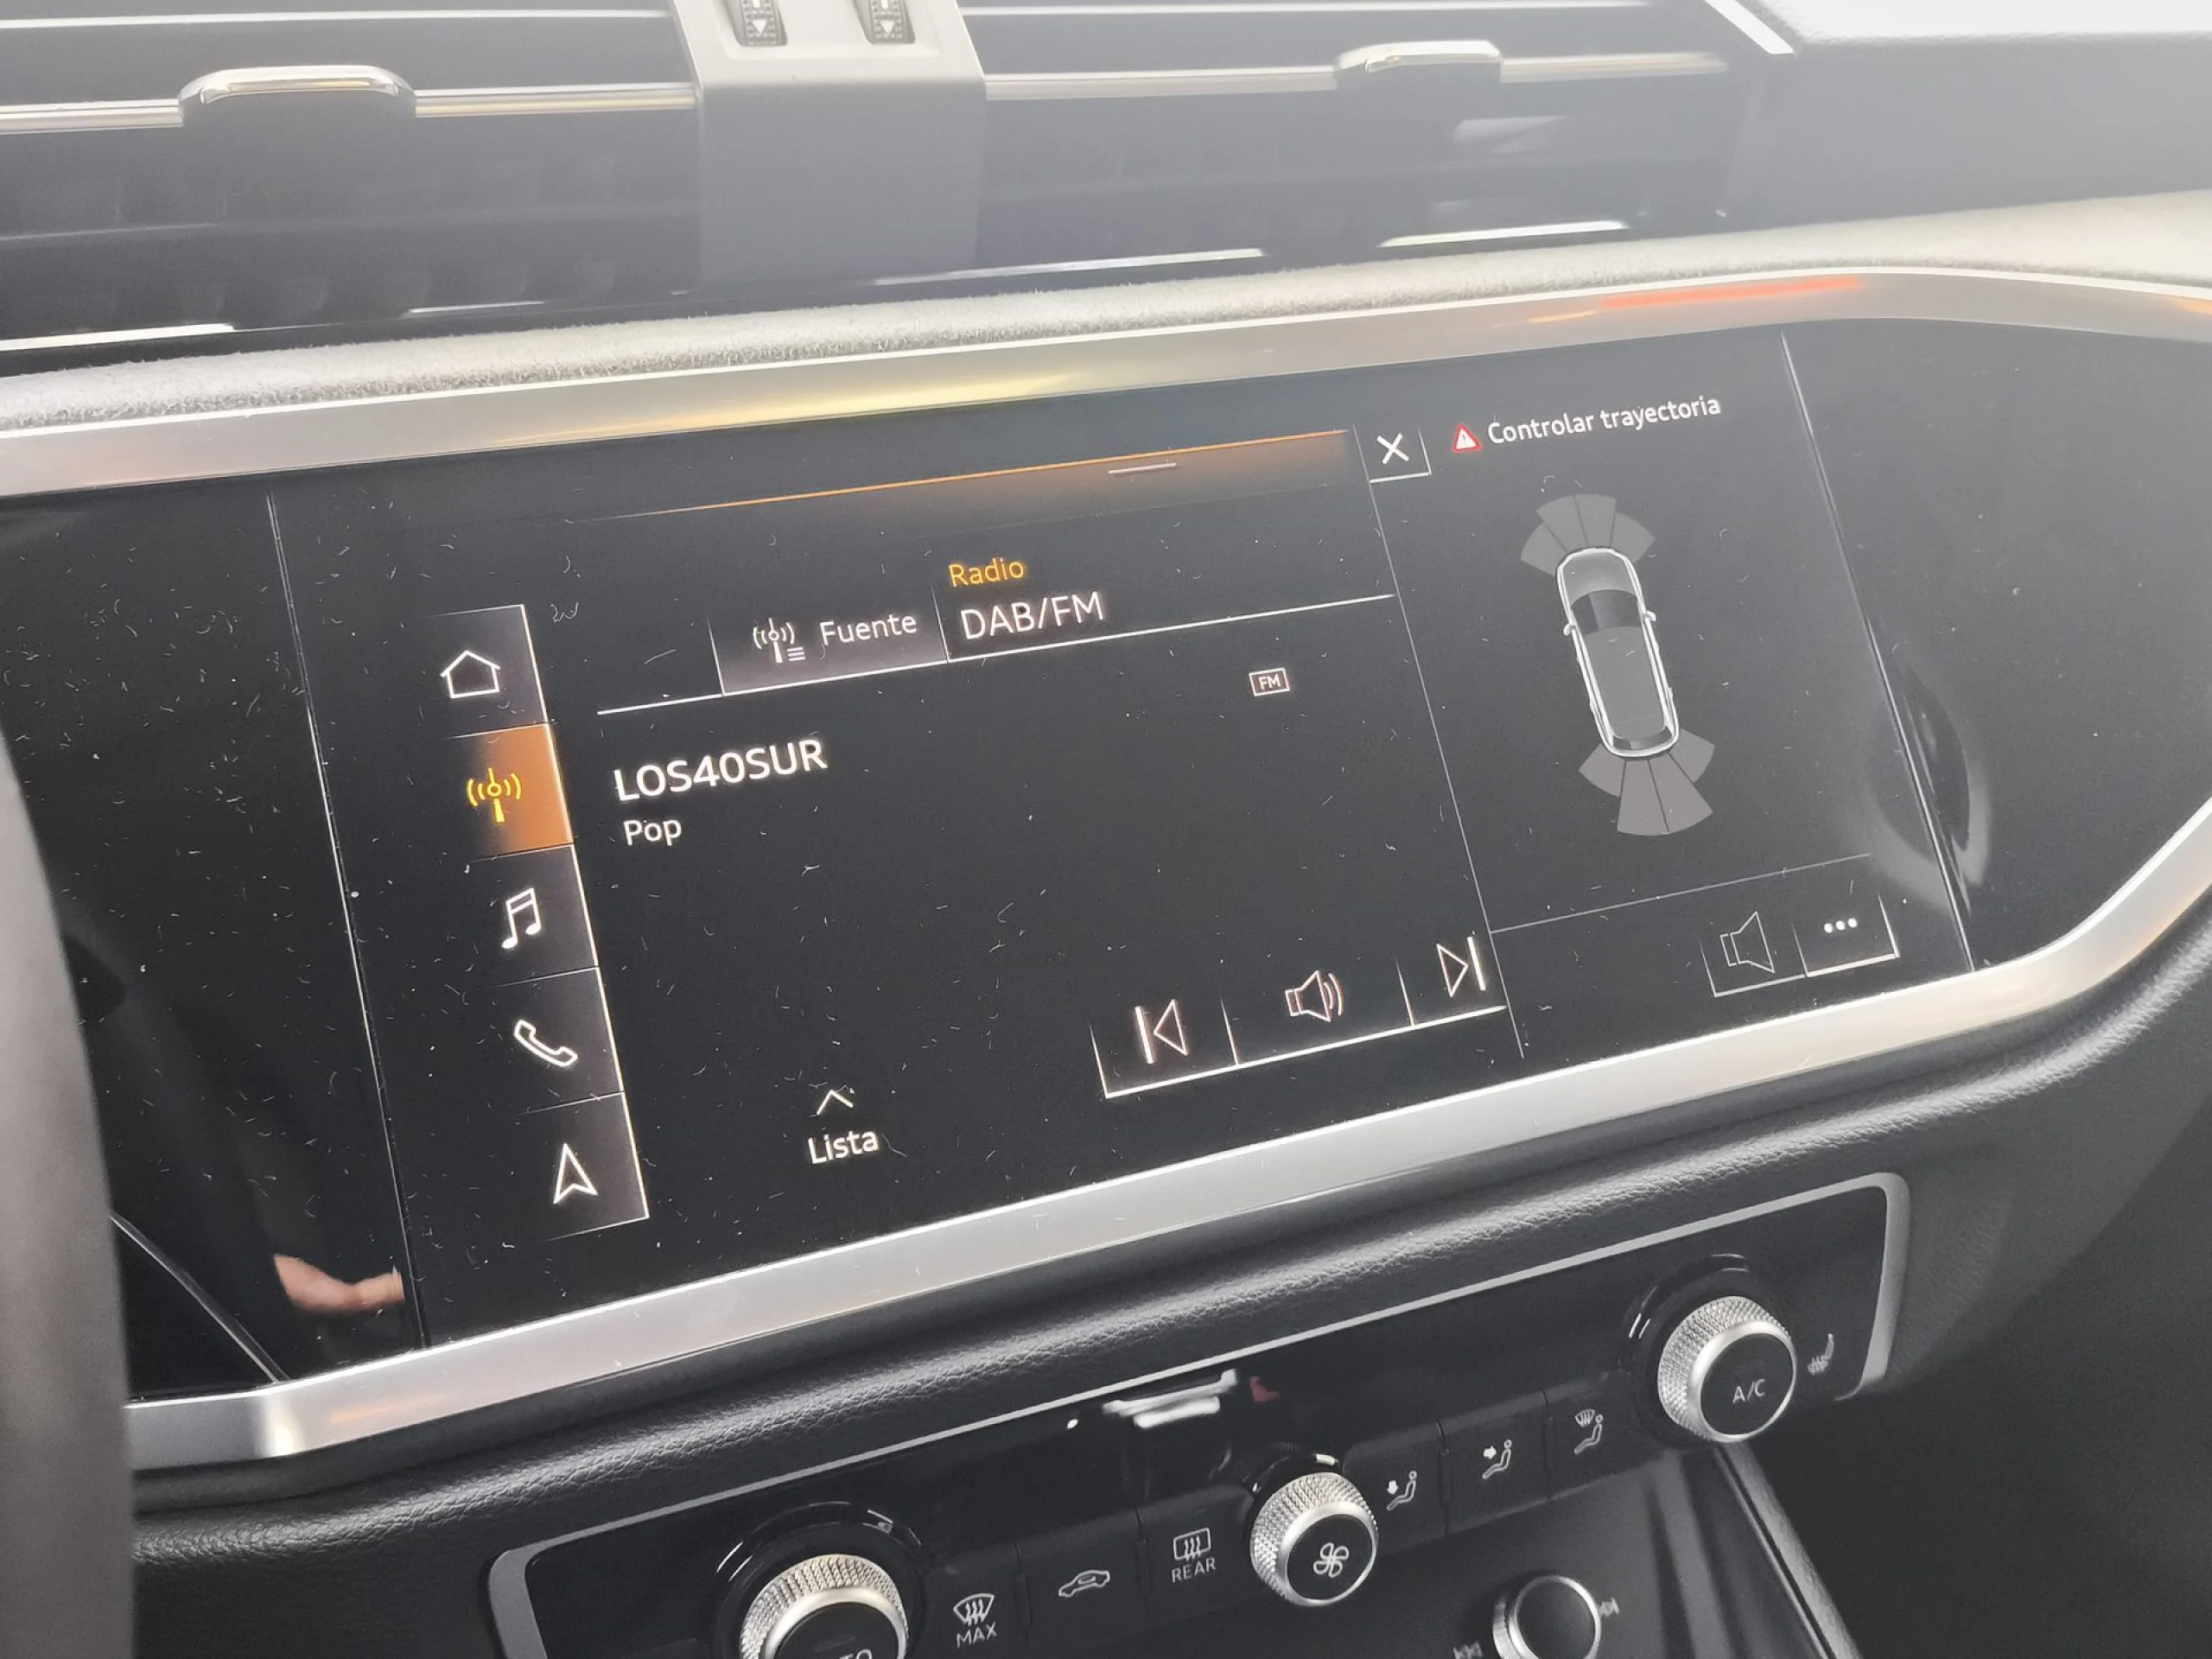 Controlar trayectoria
Radio
Fuente
DAB/FM
FM
LOS40SUR
Pop
Lista
A/C
REAR
MAX